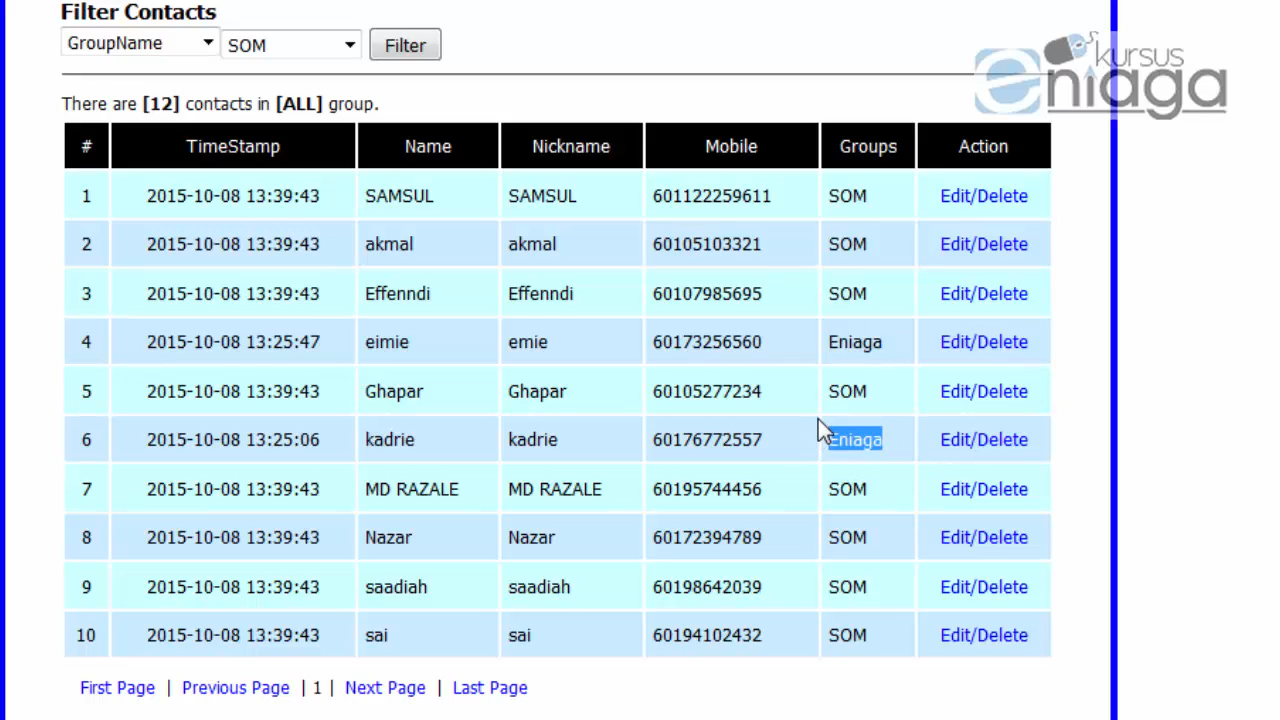 Filter Contacts
GroupName SOM Filter
kursus
eniaga
There are [12] contacts in [ALL] group.
# TimeStamp Name Nickname Mobile Groups Action
1 2015-10-08 13:39:43 SAMSUL SAMSUL 601122259611 SOM Edit/Delete
2 2015-10-08 13:39:43 akmal akmal 60105103321 SOM Edit/Delete
3 2015-10-08 13:39:43 Effenndi Effenndi 60107985695 SOM Edit/Delete
4 2015-10-08 13:25:47 eimie emie 60173256560 Eniaga Edit/Delete
5 2015-10-08 13:39:43 Ghapar Ghapar 60105277234 SOM Edit/Delete
6 2015-10-08 13:25:06 kadrie kadrie 60176772557 Eniaga Edit/Delete
7 2015-10-08 13:39:43 MD RAZALE MD RAZALE 60195744456 SOM Edit/Delete
8 2015-10-08 13:39:43 Nazar Nazar 60172394789 SOM Edit/Delete
9 2015-10-08 13:39:43 saadiah saadiah 60198642039 SOM Edit/Delete
10 2015-10-08 13:39:43 sai sai 60194102432 SOM Edit/Delete
First Page | Previous Page | 1 | Next Page | Last Page